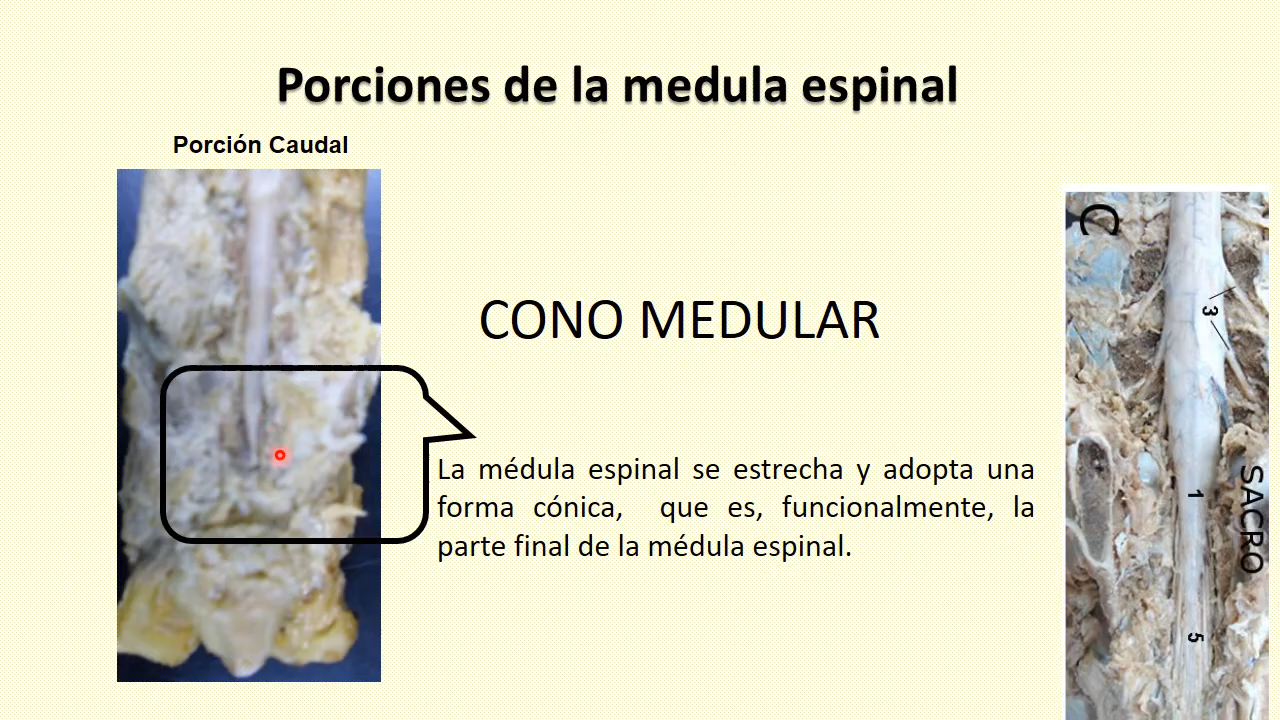 Porciones de la medula espinal
Porción Caudal
CONO MEDULAR
La médula espinal se estrecha y adopta una
forma cónica, que es, funcionalmente, la
parte final de la médula espinal.
C
3
1
SACRO
5